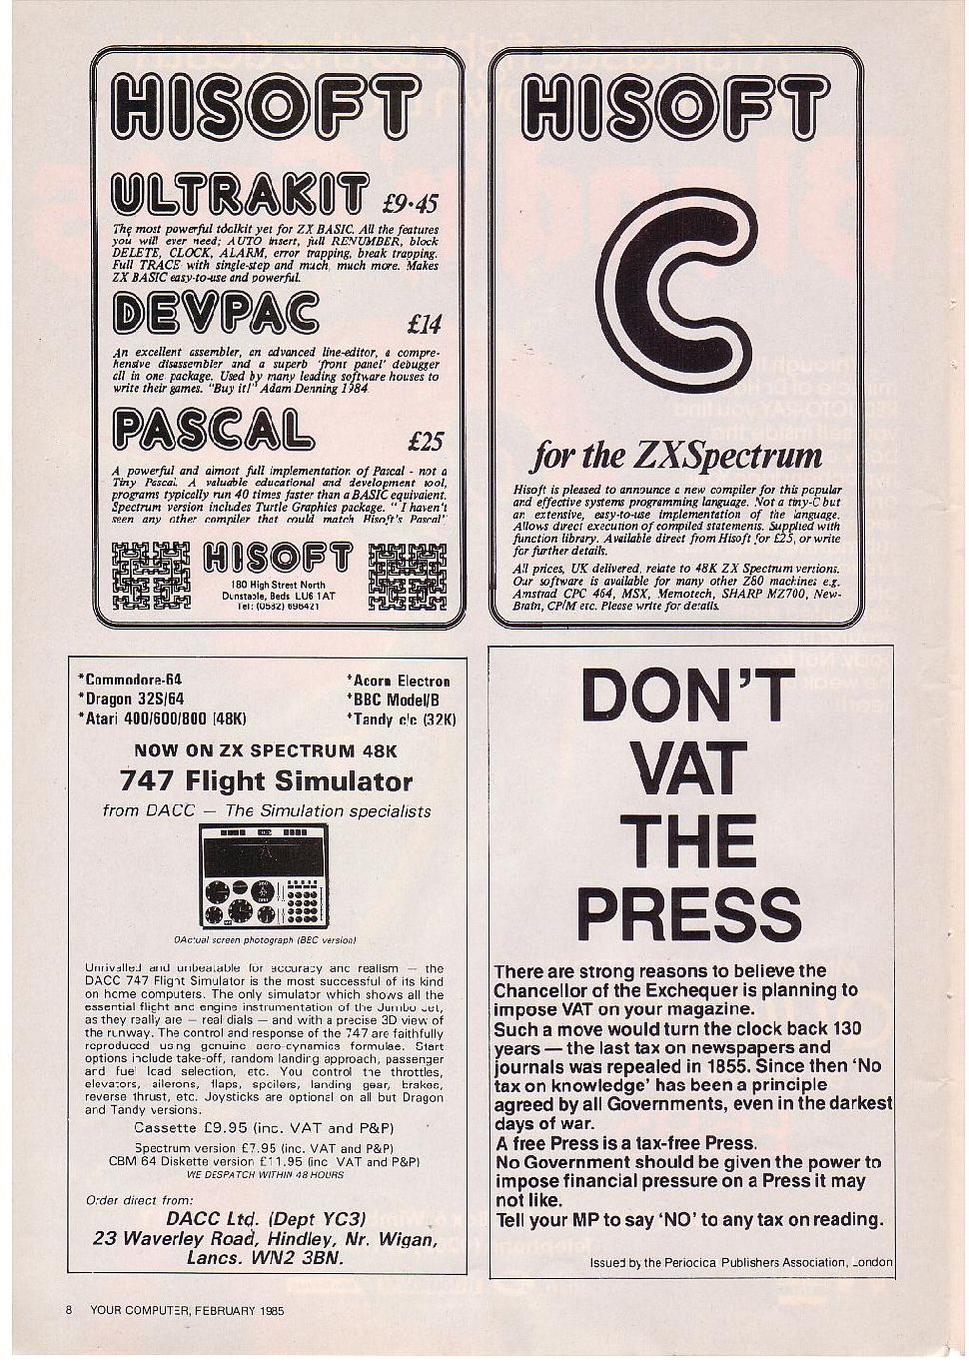 HISOFT
ULTRAKIT £9·45
The most powerful toolkit yet for ZX BASIC. All the features
you will ever need; AUTO insert, full RENUMBER, block
DELETE, CLOCK, ALARM, error trapping, break trapping.
Full TRACE with single-step and much, much more. Makes
ZX BASIC easy-to-use and powerful.
DEVPAC £14
An excellent assembler, an advanced line-editor, a compre-
hensive disassembler and a superb 'front panel' debugger
all in one package. Used by many leading software houses to
write their games. "Buy it!" Adam Denning 1984
PASCAL £25
A powerful and almost full implementation of Pascal - not a
Tiny Pascal. A valuable educational and development tool,
programs typically run 40 times faster than a BASIC equivalent.
Spectrum version includes Turtle Graphics package. " I haven't
seen any other compiler that could match Hisoft's Pascal"
HISOFT
180 High Street North
Dunstable, Beds LU6 1AT
Tel: (0582) 696421
HISOFT
C
for the ZXSpectrum
Hisoft is pleased to announce a new compiler for this popular
and effective systems programming language. Not a tiny-C but
an extensive, easy-to-use implementation of the language.
Allows direct execution of compiled statements. Supplied with
function library. Available direct from Hisoft for £25, or write
for further details.
All prices, UK delivered, relate to 48K ZX Spectrum versions.
Our software is available for many other Z80 machines e.g.
Amstrad CPC 464, MSX, Memotech, SHARP MZ700, New-
Brain, CP/M etc. Please write for details.
*Commodore-64 *Acorn Electron
*Dragon 32S/64 *BBC Model/B
*Atari 400/600/800 (48K) *Tandy c/c (32K)
NOW ON ZX SPECTRUM 48K
747 Flight Simulator
from DACC — The Simulation specialists
0Actual screen photograph (BBC version)
Unrivalled and unbeatable for accuracy and realism — the
DACC 747 Flight Simulator is the most successful of its kind
on home computers. The only simulator which shows all the
essential flight and engine instrumentation of the Jumbo Jet,
as they really are — real dials — and with a precise 3D view of
the runway. The control and response of the 747 are faithfully
reproduced using genuine aero-cynamics formulae. Start
options include take-off, random landing approach, passenger
and fuel load selection, etc. You control the throttles,
elevators, ailerons, flaps, spoilers, landing gear, brakes,
reverse thrust, etc. Joysticks are optional on all but Dragon
and Tandy versions.
Cassette £9.95 (inc. VAT and P&P)
Spectrum version £7.95 (inc. VAT and P&P)
CBM 64 Diskette version £11.95 (inc VAT and P&P)
WE DESPATCH WITHIN 48 HOURS
Order direct from:
DACC Ltd. (Dept YC3)
23 Waverley Road, Hindley, Nr. Wigan,
Lancs. WN2 3BN.
DON'T
VAT
THE
PRESS
There are strong reasons to believe the
Chancellor of the Exchequer is planning to
impose VAT on your magazine.
Such a move would turn the clock back 130
years — the last tax on newspapers and
journals was repealed in 1855. Since then 'No
tax on knowledge' has been a principle
agreed by all Governments, even in the darkest
days of war.
A free Press is a tax-free Press.
No Government should be given the power to
impose financial pressure on a Press it may
not like.
Tell your MP to say 'NO' to any tax on reading.
Issued by the Periodical Publishers Association, London
8 YOUR COMPUTER, FEBRUARY 1985